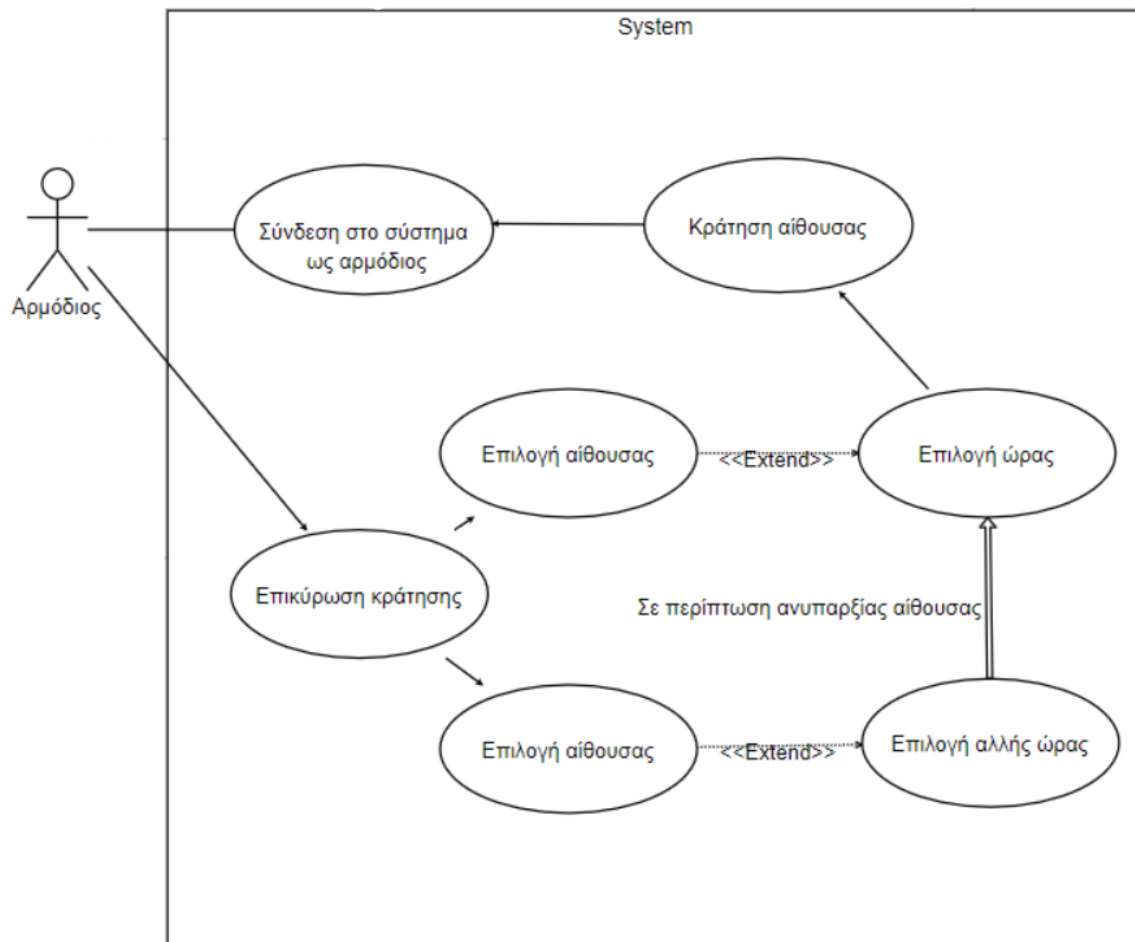 System
Σύνδεση στο σύστημα
ως αρμόδιος
Κράτηση αίθουσας
Αρμόδιος
Επιλογή αίθουσας
<<Extend>>
Επιλογή ώρας
Επικύρωση κράτησης
Σε περίπτωση ανυπαρξίας αίθουσας
Επιλογή αίθουσας
<<Extend>>
Επιλογή αλλής ώρας